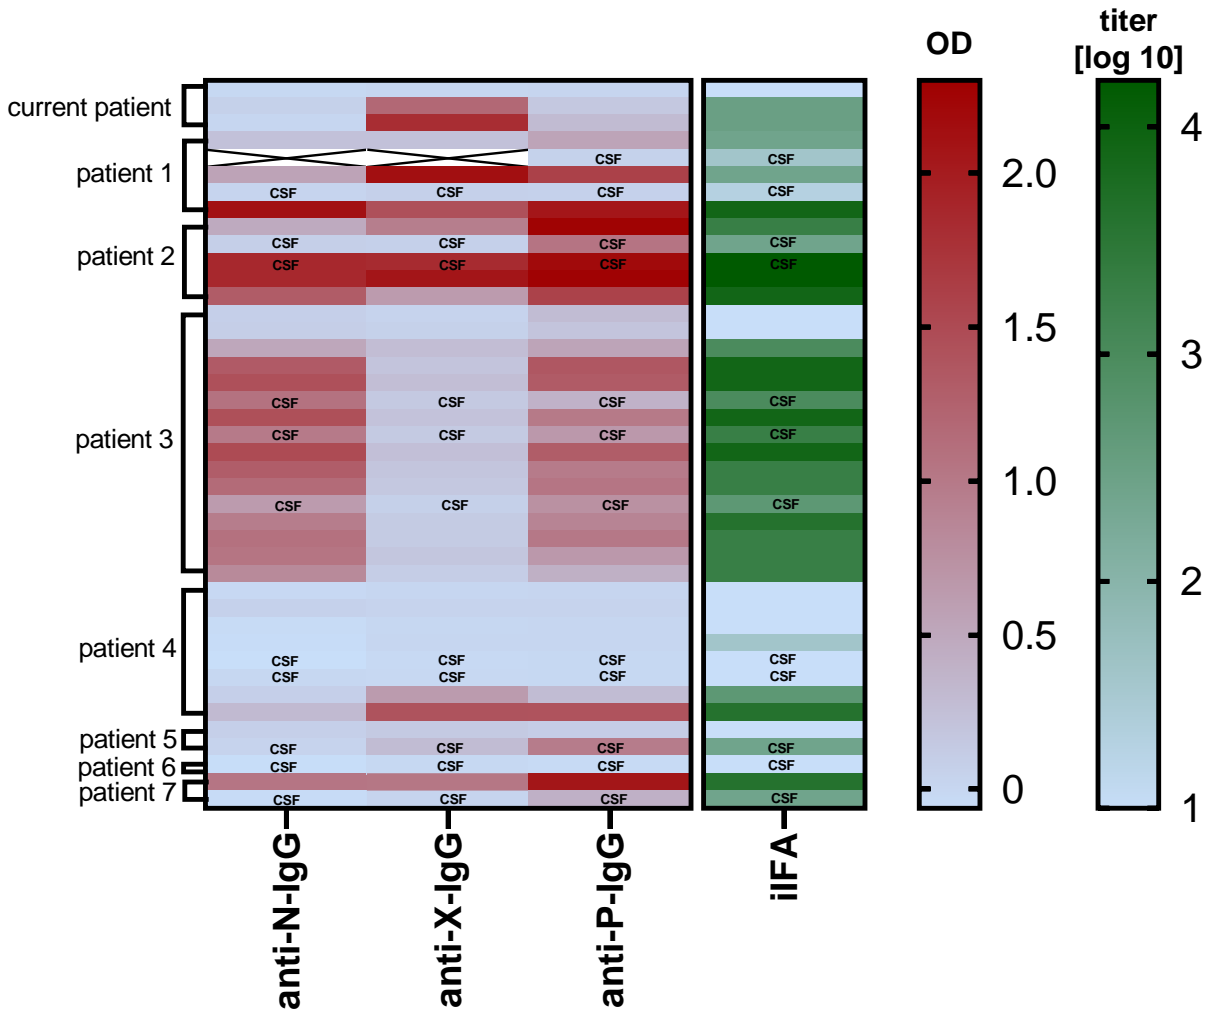 OD
titer
[log 10]
current patient
patient 1
CSF CSF
CSF CSF CSF CSF
patient 2
CSF CSF CSF CSF
CSF CSF CSF CSF
patient 3
CSF CSF CSF CSF
CSF CSF CSF CSF
CSF CSF CSF CSF
patient 4
CSF CSF CSF CSF
CSF CSF CSF CSF
patient 5
CSF CSF CSF CSF
patient 6
CSF CSF CSF CSF
patient 7
CSF CSF CSF CSF
anti-N-IgG
anti-X-IgG
anti-P-IgG
iIFA
2.0
1.5
1.0
0.5
0
4
3
2
1